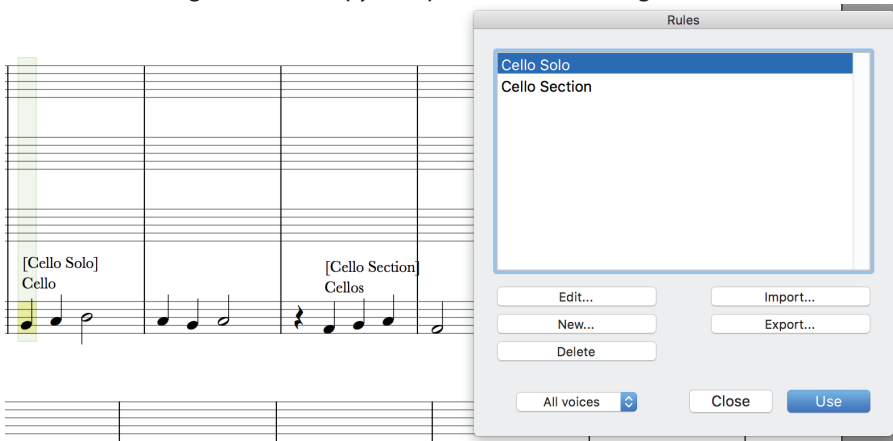 Rules
Cello Solo
Cello Section
[Cello Solo]
Cello
[Cello Section]
Cellos
Edit...
Import...
New...
Export...
Delete
All voices
Close
Use